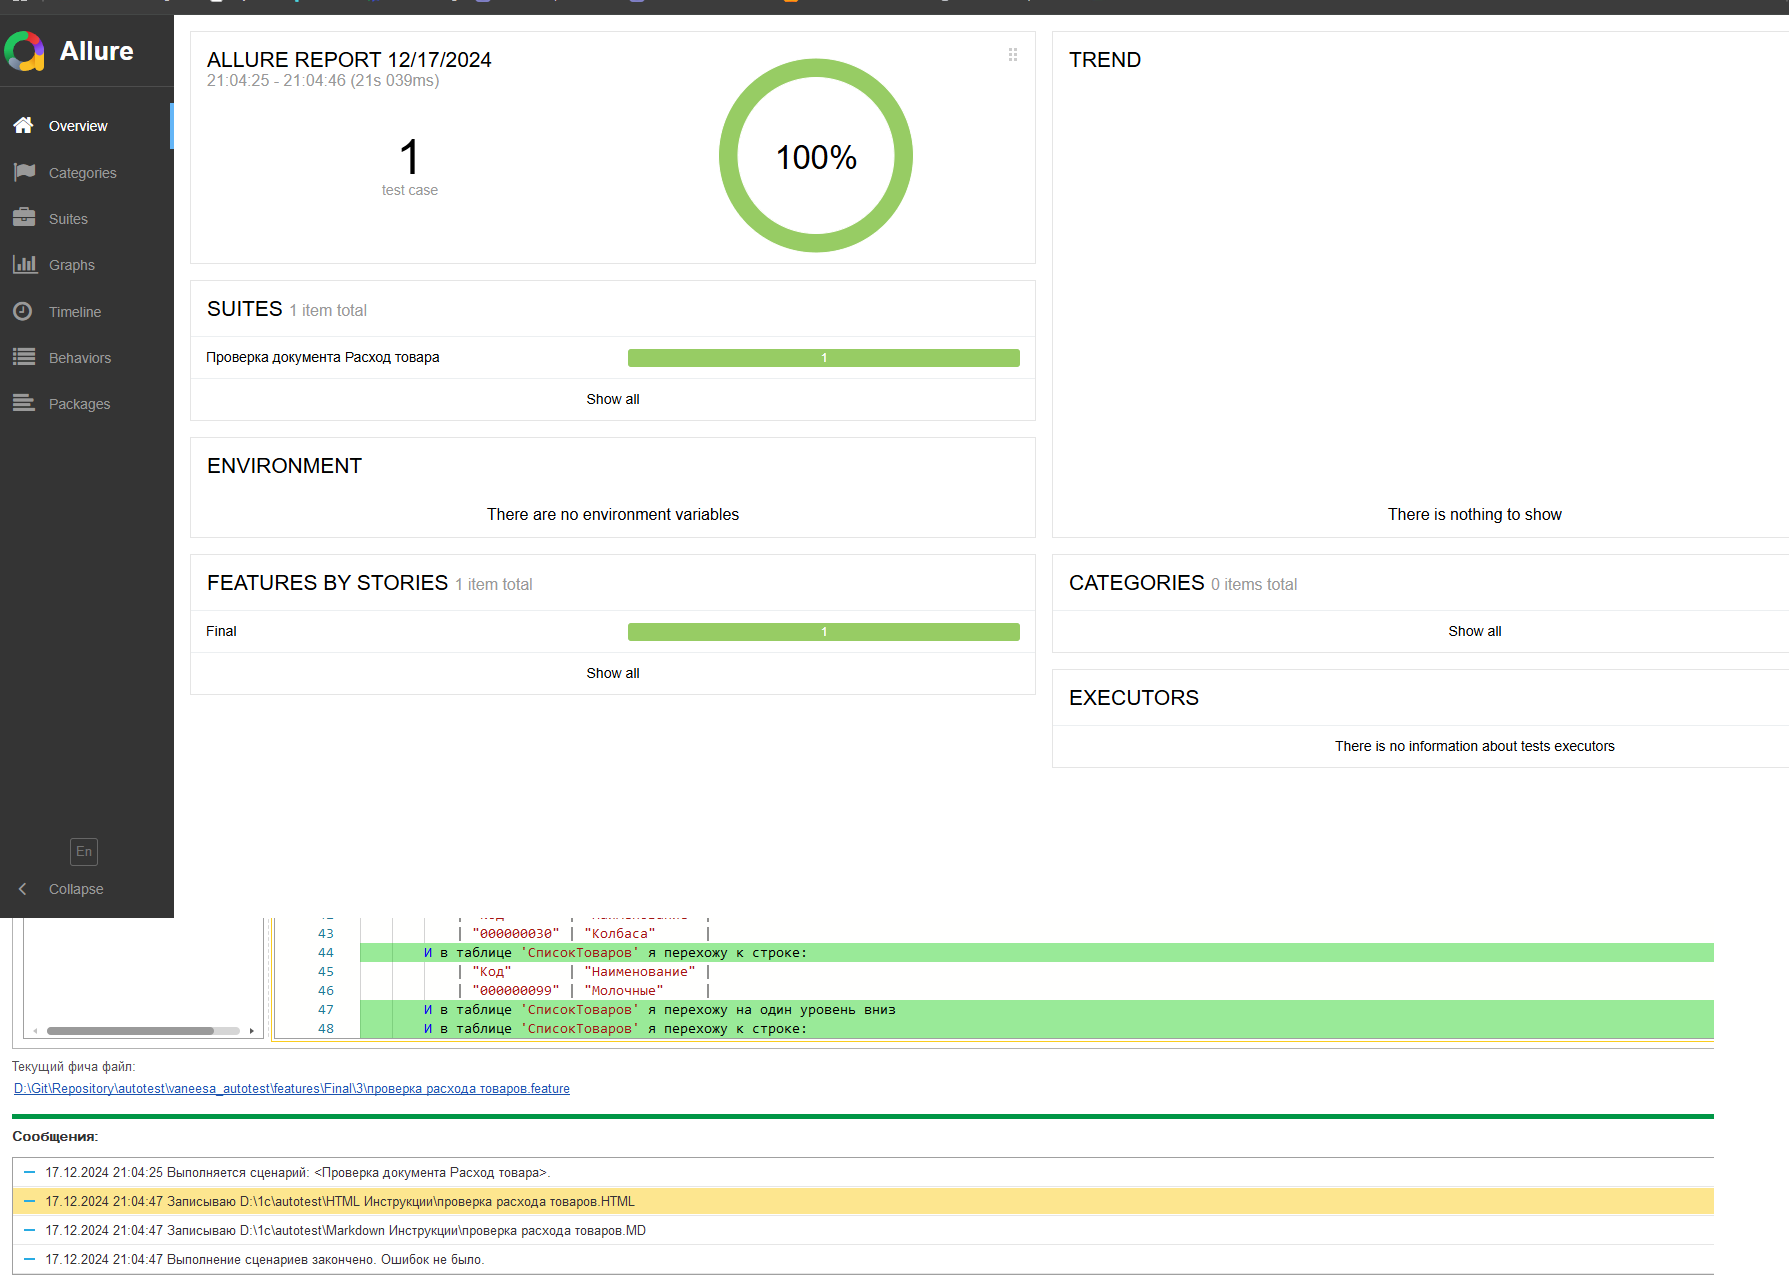 Allure
Overview
Categories
Suites
Graphs
Timeline
Behaviors
Packages
En
Collapse
ALLURE REPORT 12/17/2024
21:04:25 - 21:04:46 (21s 039ms)
1
test case
100%
TREND
There is nothing to show
SUITES 1 item total
Проверка документа Расход товара 1
Show all
ENVIRONMENT
There are no environment variables
FEATURES BY STORIES 1 item total
Final 1
Show all
CATEGORIES 0 items total
Show all
EXECUTORS
There is no information about tests executors
43 | "000000030" | "Колбаса" |
44 И в таблице 'СписокТоваров' я перехожу к строке:
45 | "Код" | "Наименование" |
46 | "000000099" | "Молочные" |
47 И в таблице 'СписокТоваров' я перехожу на один уровень вниз
48 И в таблице 'СписокТоваров' я перехожу к строке:
Текущий фича файл:
D:\Git\Repository\autotest\vaneesa_autotest\features\Final\3\проверка расхода товаров.feature
Сообщения:
17.12.2024 21:04:25 Выполняется сценарий: <Проверка документа Расход товара>.
17.12.2024 21:04:47 Записываю D:\1c\autotest\HTML Инструкции\проверка расхода товаров.HTML
17.12.2024 21:04:47 Записываю D:\1c\autotest\Markdown Инструкции\проверка расхода товаров.MD
17.12.2024 21:04:47 Выполнение сценариев закончено. Ошибок не было.